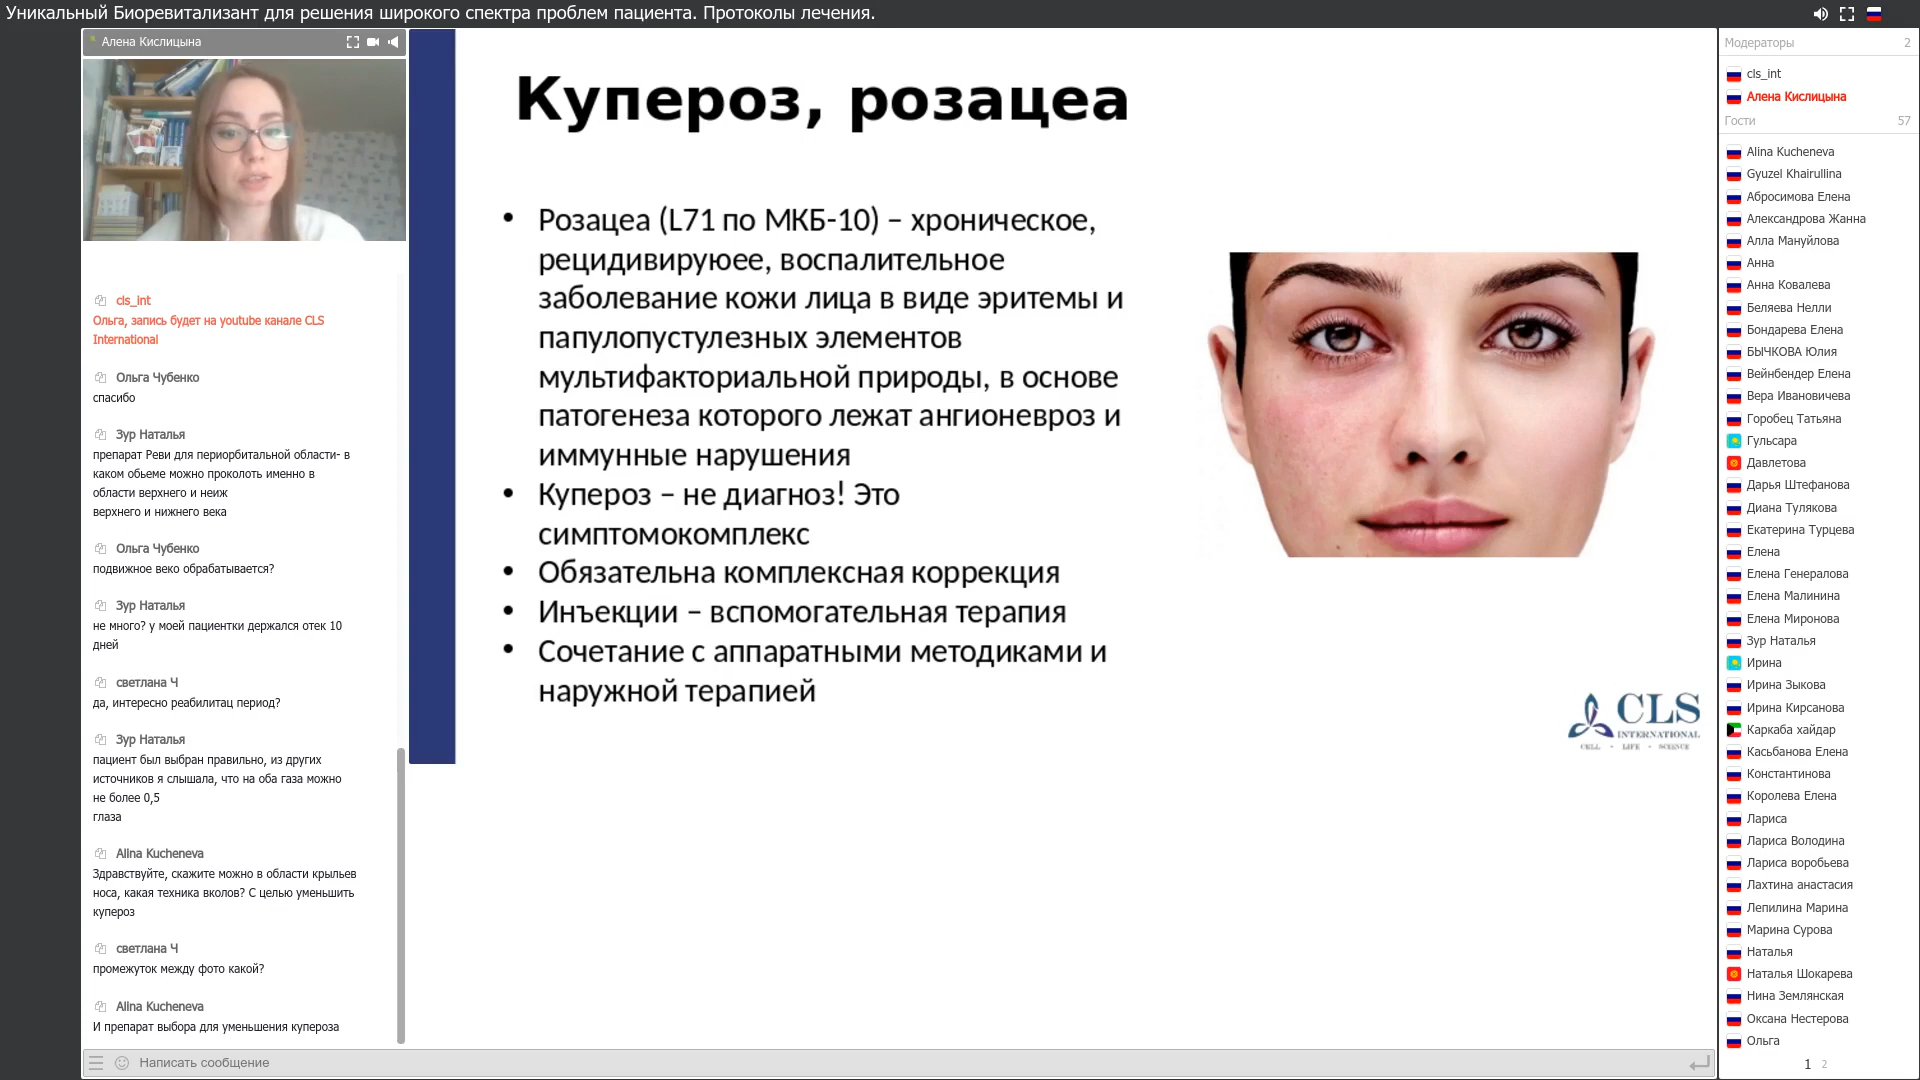 Уникальный Биоревитализант для решения широкого спектра проблем пациента. Протоколы лечения.
Алена Кислицына
cls_int
Ольга, запись будет на youtube канале CLS
International
Ольга Чубенко
спасибо
Зур Наталья
препарат Реви для периорбитальной области- в
каком обьеме можно проколоть именно в
области верхнего и неиж
верхнего и нижнего века
Ольга Чубенко
подвижное веко обрабатывается?
Зур Наталья
не много? у моей пациентки держался отек 10
дней
светлана Ч
да, интересно реабилитац период?
Зур Наталья
пациент был выбран правильно, из других
источников я слышала, что на оба газа можно
не более 0,5
глаза
Alina Kucheneva
Здравствуйте, скажите можно в области крыльев
носа, какая техника вколов? С целью уменьшить
купероз
светлана Ч
промежуток между фото какой?
Alina Kucheneva
И препарат выбора для уменьшения купероза
Написать сообщение
Купероз, розацеа
• Розацеа (L71 по МКБ-10) – хроническое,
рецидивируюее, воспалительное
заболевание кожи лица в виде эритемы и
папулопустулезных элементов
мультифакториальной природы, в основе
патогенеза которого лежат ангионевроз и
иммунные нарушения
• Купероз – не диагноз! Это
симптомокомплекс
• Обязательна комплексная коррекция
• Инъекции – вспомогательная терапия
• Сочетание с аппаратными методиками и
наружной терапией
CLS
INTERNATIONAL
CELL • LIFE • SCIENCE
Модераторы 2
cls_int
Алена Кислицына
Гости 57
Alina Kucheneva
Gyuzel Khairullina
Абросимова Елена
Александрова Жанна
Алла Мануйлова
Анна
Анна Ковалева
Беляева Нелли
Бондарева Елена
БЫЧКОВА Юлия
Вейнбендер Елена
Вера Ивановичева
Горобец Татьяна
Гульсара
Давлетова
Дарья Штефанова
Диана Тулякова
Екатерина Турцева
Елена
Елена Генералова
Елена Малинина
Елена Миронова
Зур Наталья
Ирина
Ирина Зыкова
Ирина Кирсанова
Каркаба хайдар
Касьбанова Елена
Константинова
Королева Елена
Лариса
Лариса Володина
Лариса воробьева
Лахтина анастасия
Лепилина Марина
Марина Сурова
Наталья
Наталья Шокарева
Нина Землянская
Оксана Нестерова
Ольга
1 2